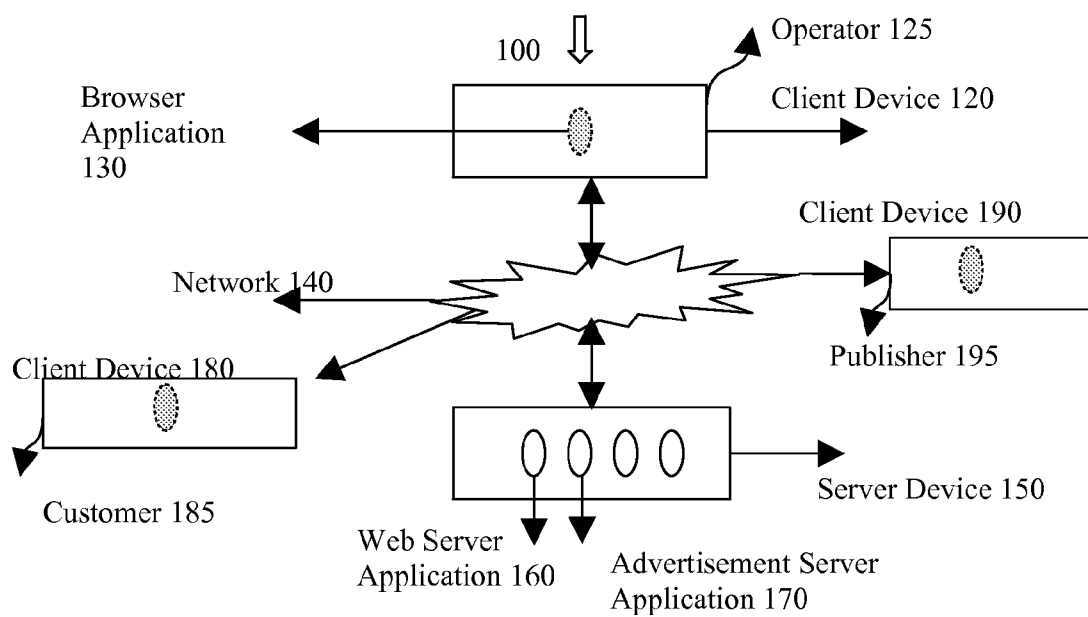 100
Operator 125
Browser
Application
130
Client Device 120
Client Device 190
Network 140
Publisher 195
Client Device 180
Customer 185
Server Device 150
Web Server
Application 160
Advertisement Server
Application 170